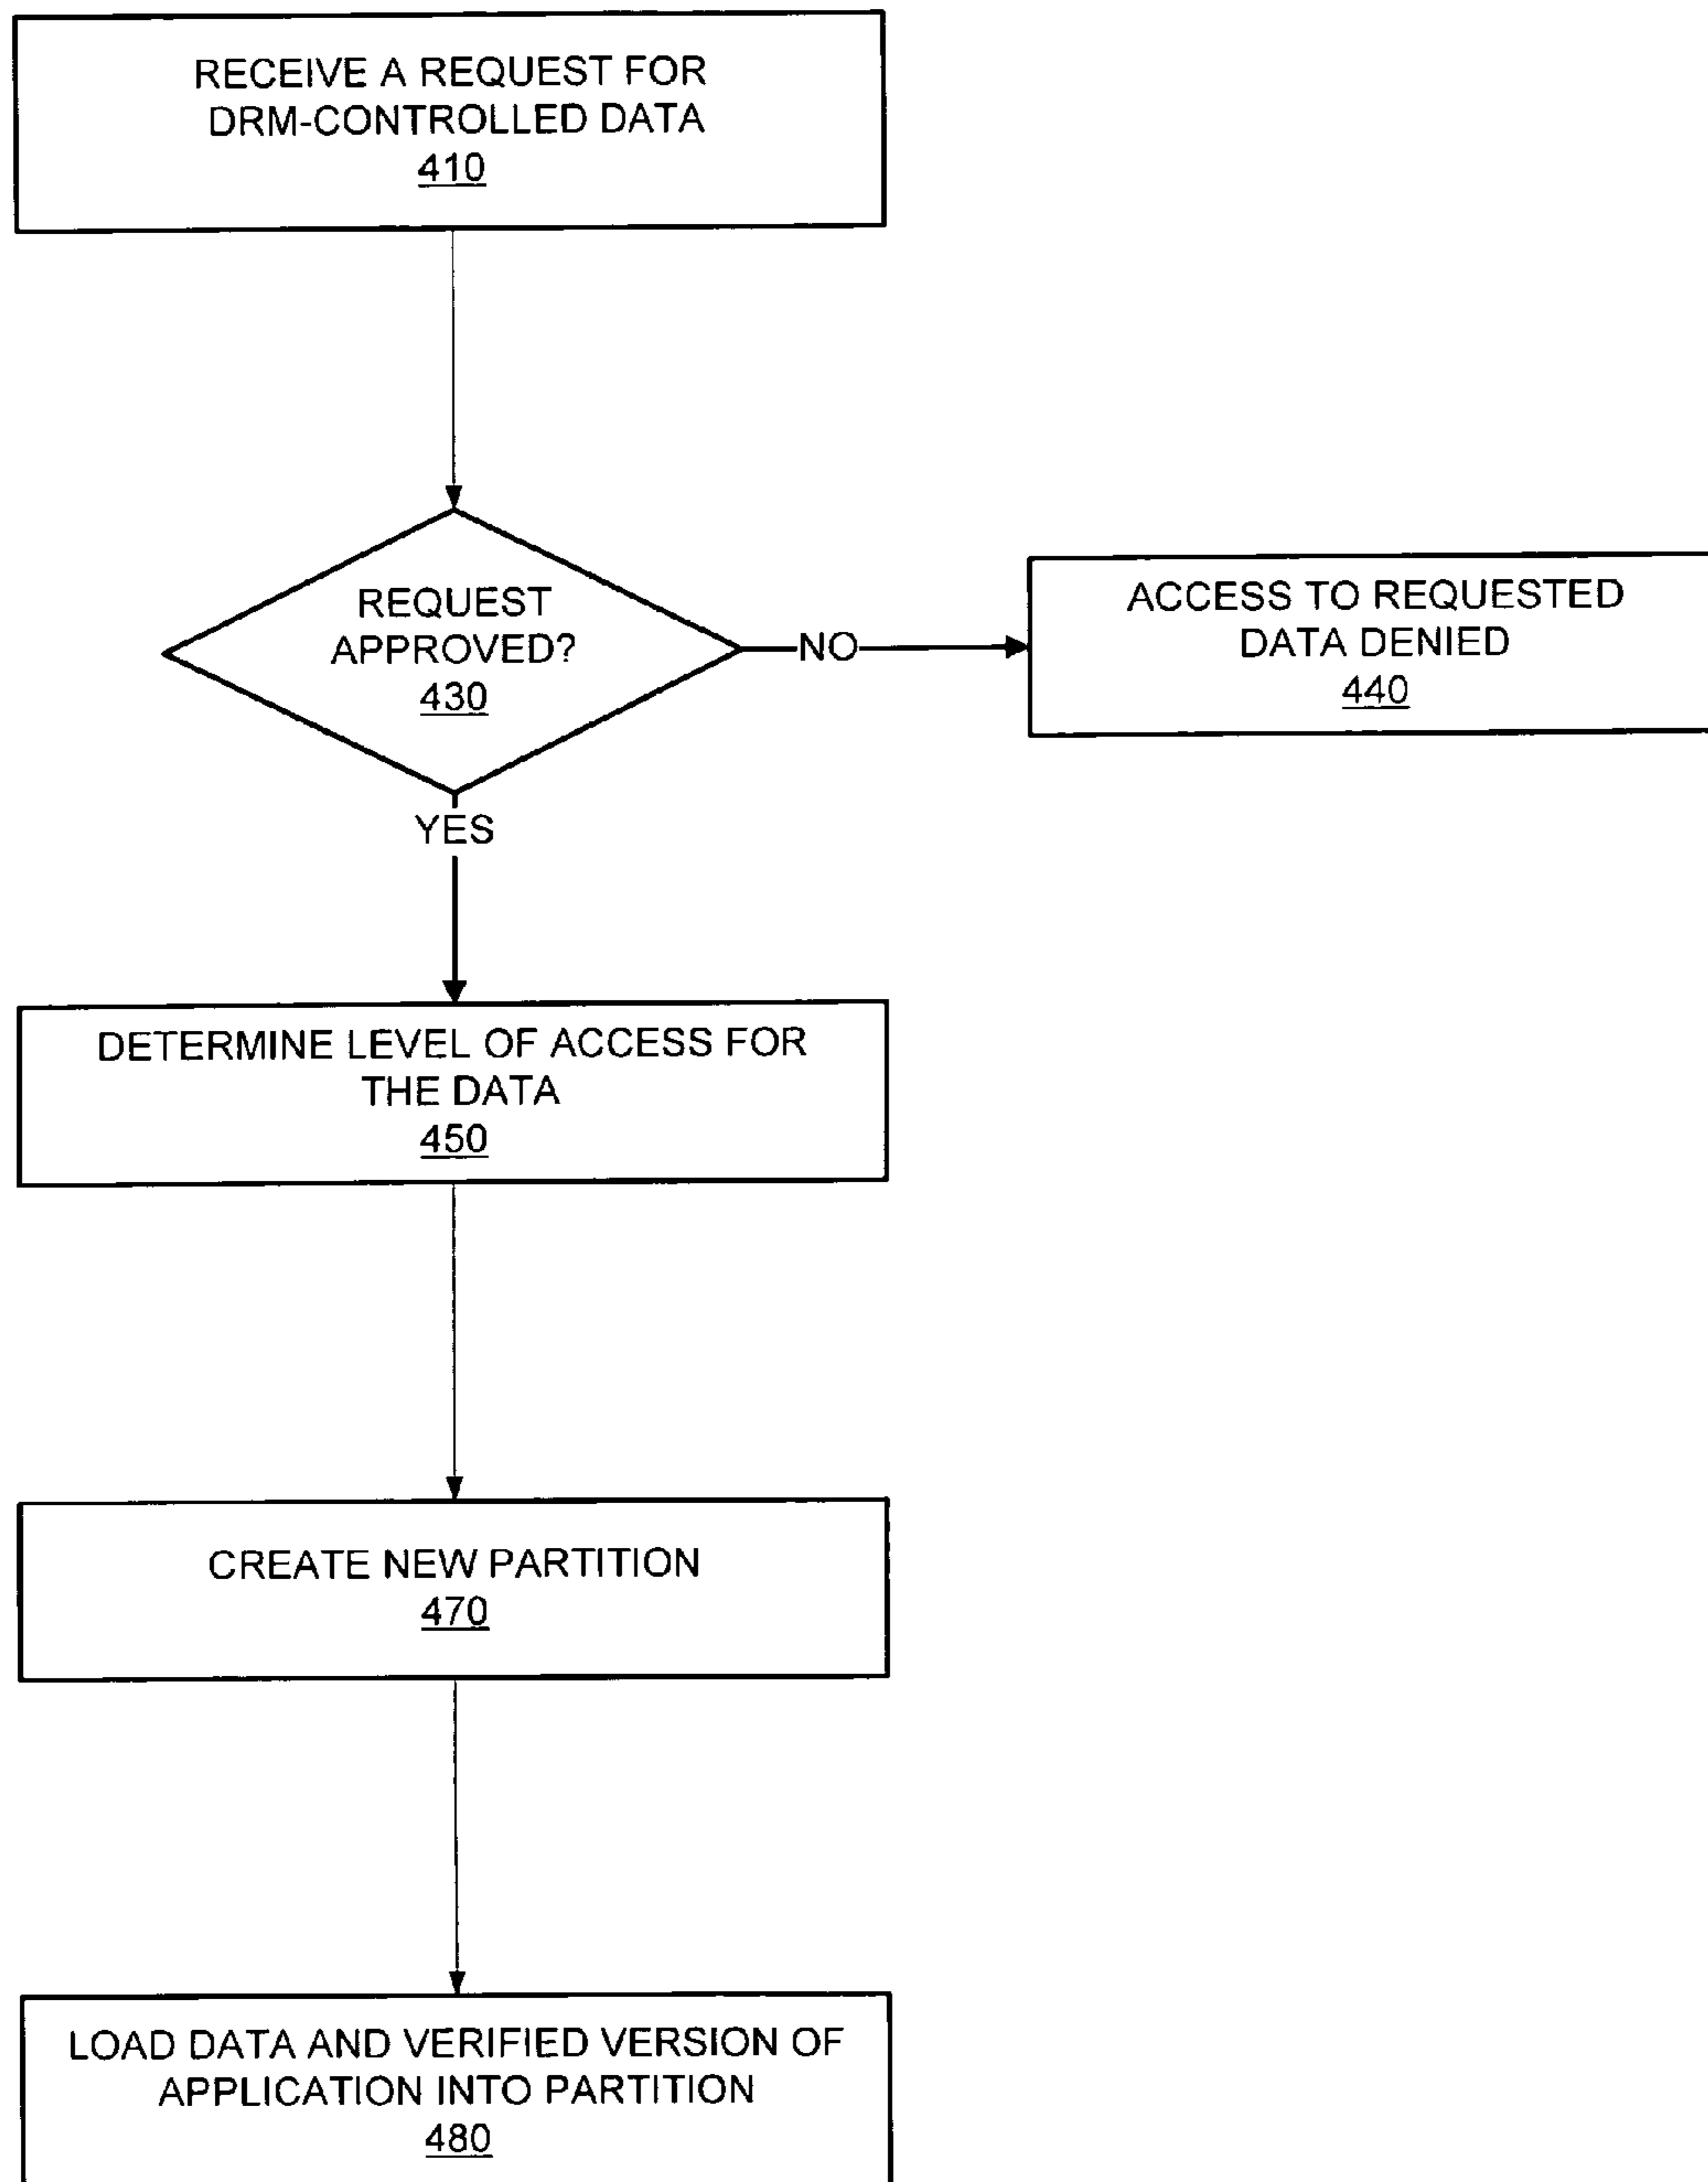 RECEIVE A REQUEST FOR
DRM-CONTROLLED DATA
410
REQUEST
APPROVED?
430
NO
ACCESS TO REQUESTED
DATA DENIED
440
YES
DETERMINE LEVEL OF ACCESS FOR
THE DATA
450
CREATE NEW PARTITION
470
LOAD DATA AND VERIFIED VERSION OF
APPLICATION INTO PARTITION
480